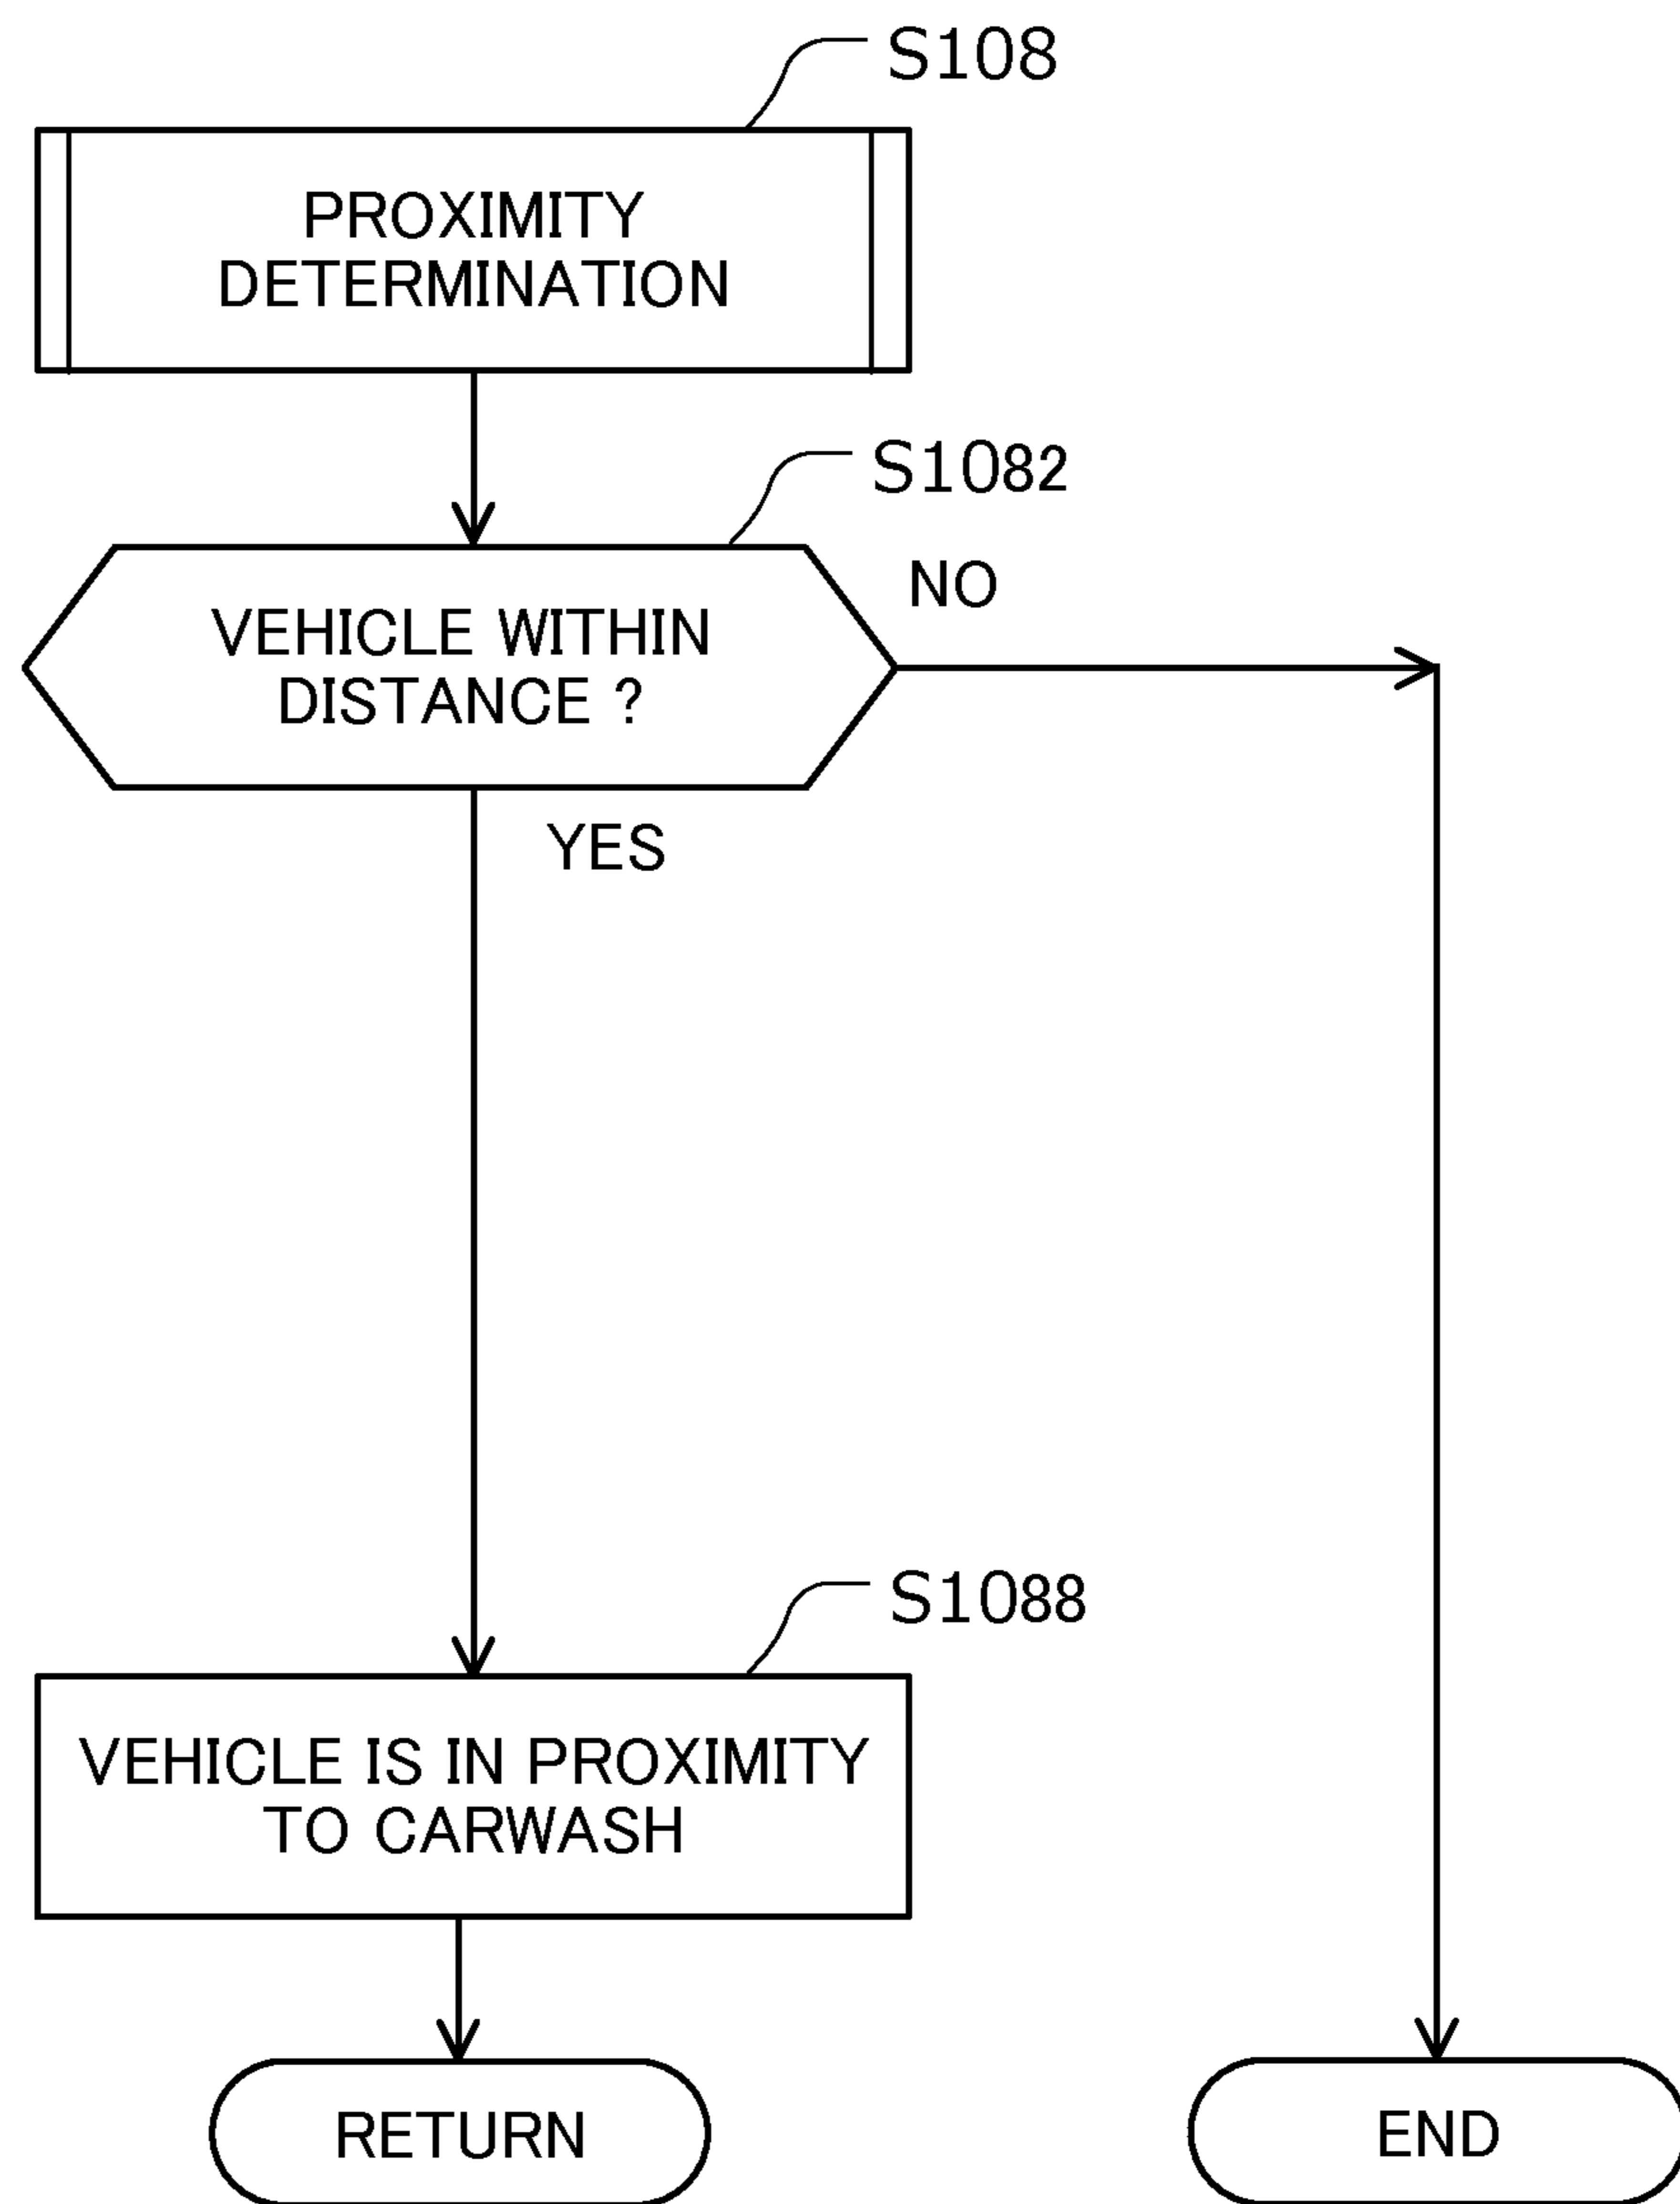 S108
PROXIMITY
DETERMINATION
S1082
NO
VEHICLE WITHIN
DISTANCE ?
YES
S1088
VEHICLE IS IN PROXIMITY
TO CARWASH
RETURN
END